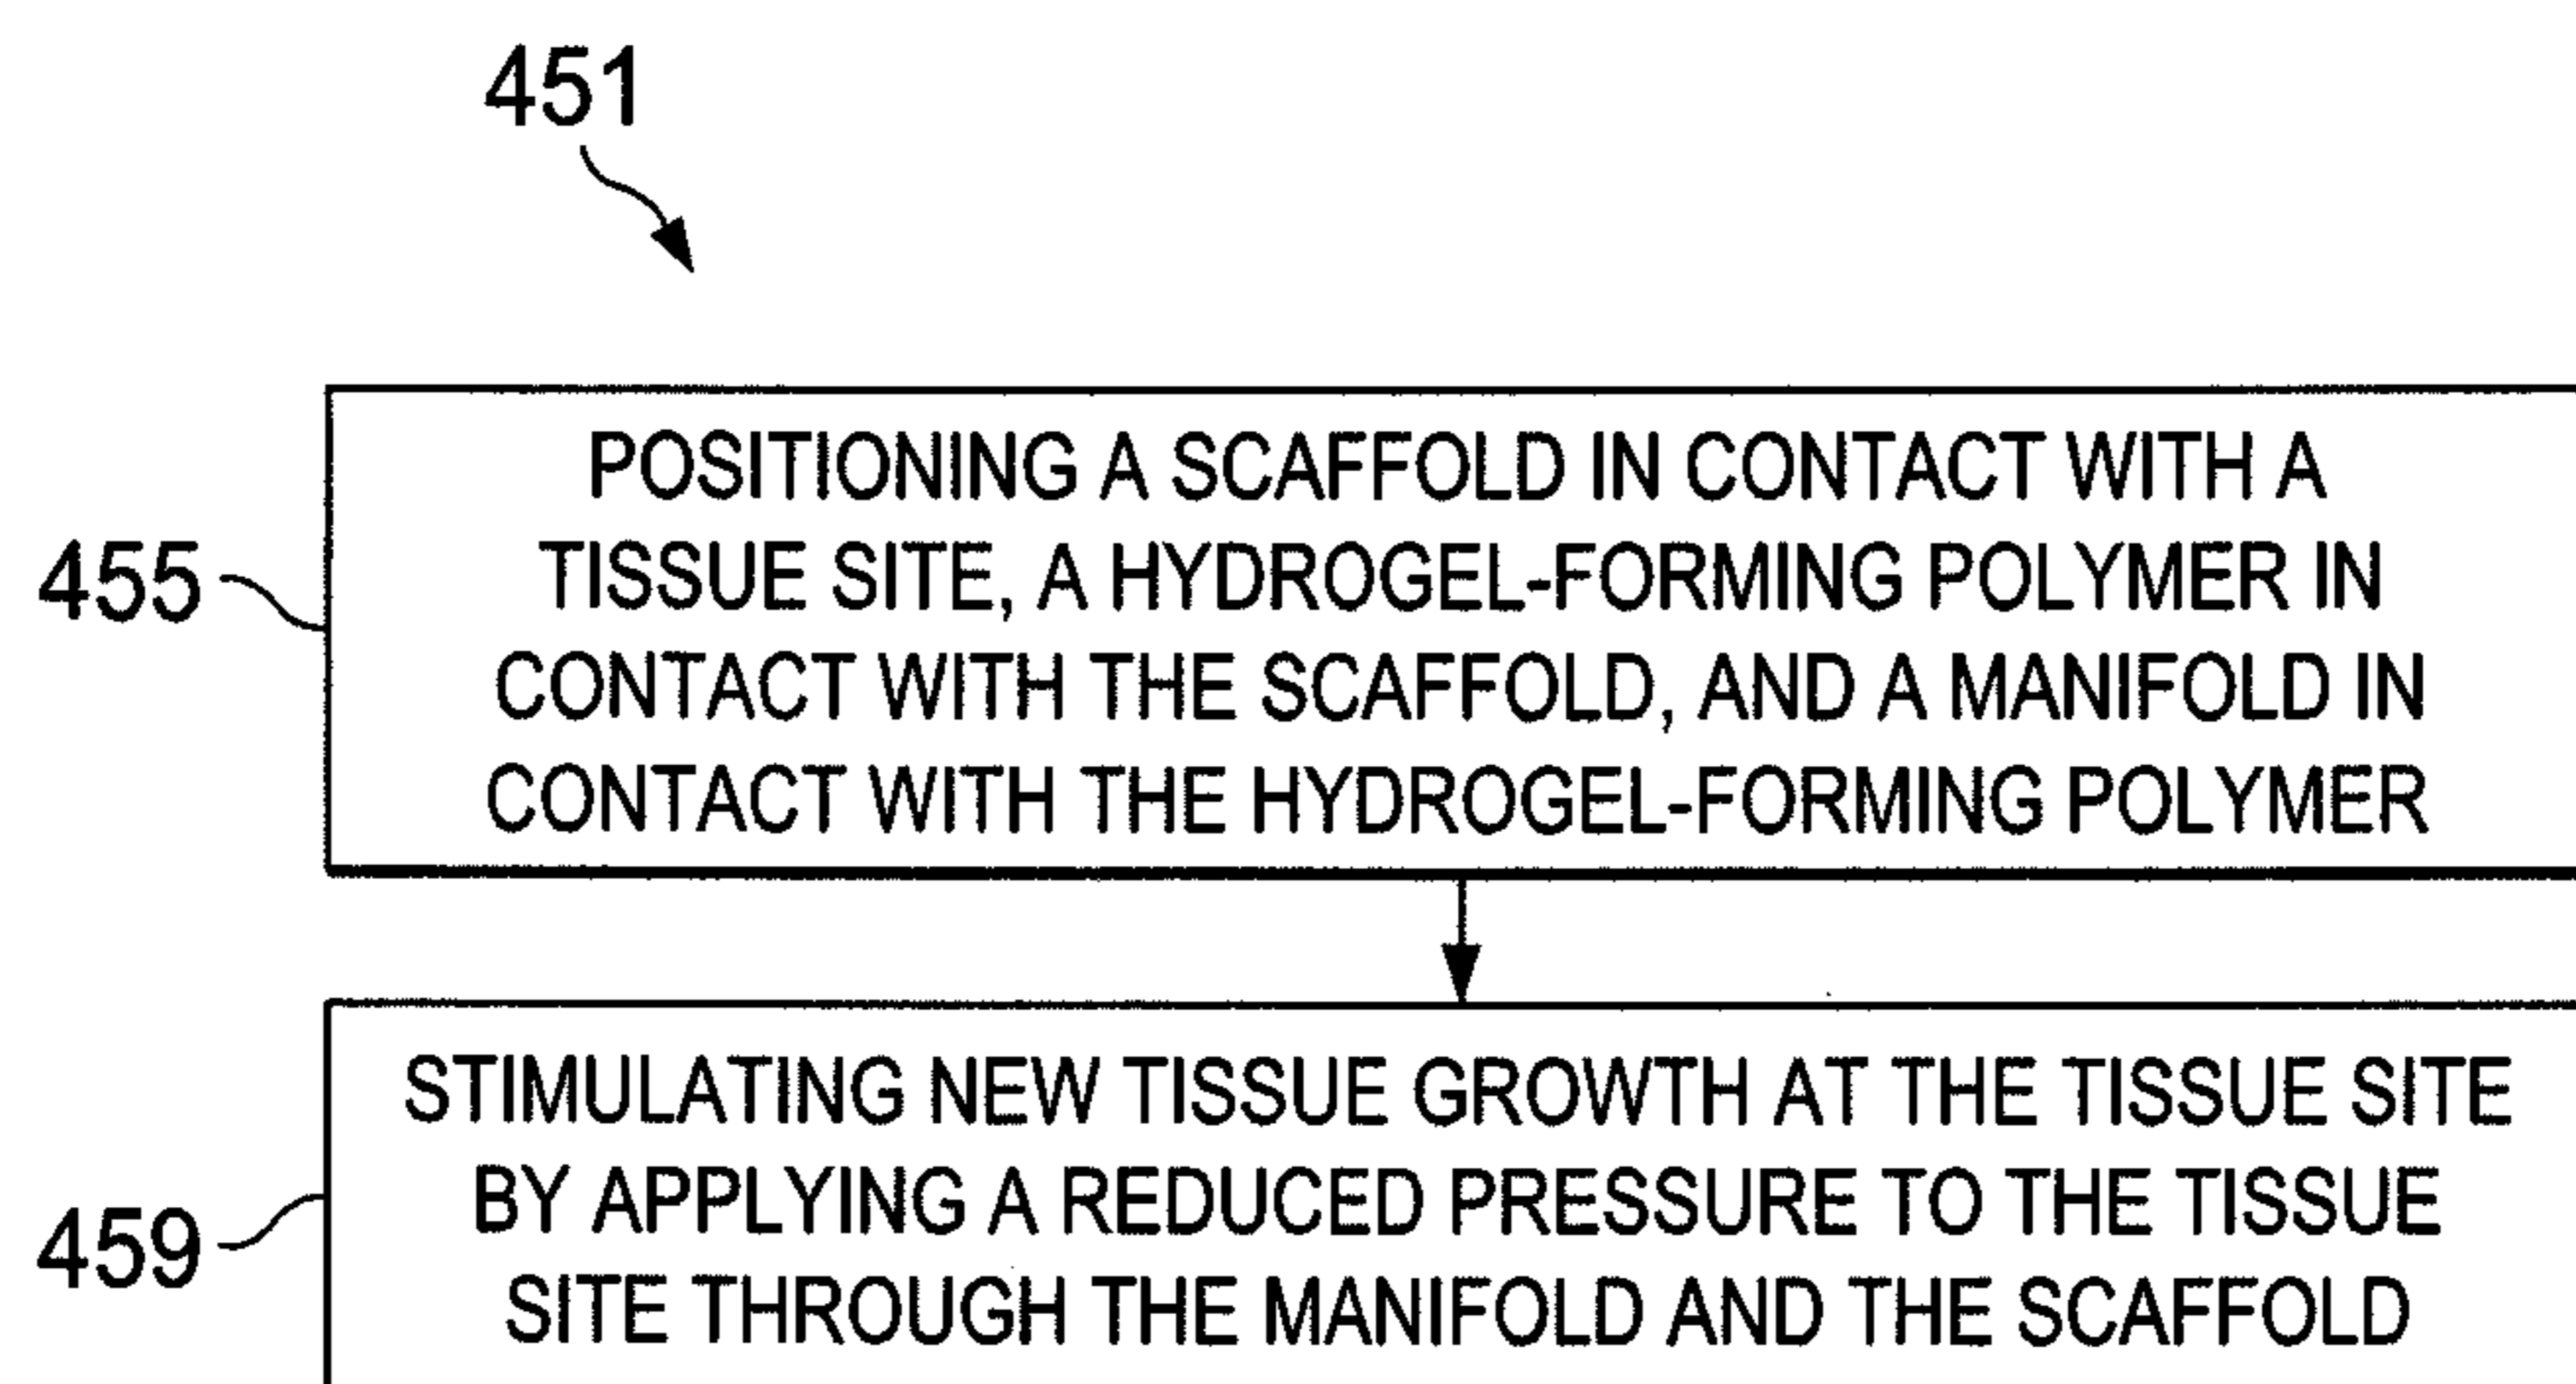 451
455
POSITIONING A SCAFFOLD IN CONTACT WITH A
TISSUE SITE, A HYDROGEL-FORMING POLYMER IN
CONTACT WITH THE SCAFFOLD, AND A MANIFOLD IN
CONTACT WITH THE HYDROGEL-FORMING POLYMER
459
STIMULATING NEW TISSUE GROWTH AT THE TISSUE SITE
BY APPLYING A REDUCED PRESSURE TO THE TISSUE
SITE THROUGH THE MANIFOLD AND THE SCAFFOLD